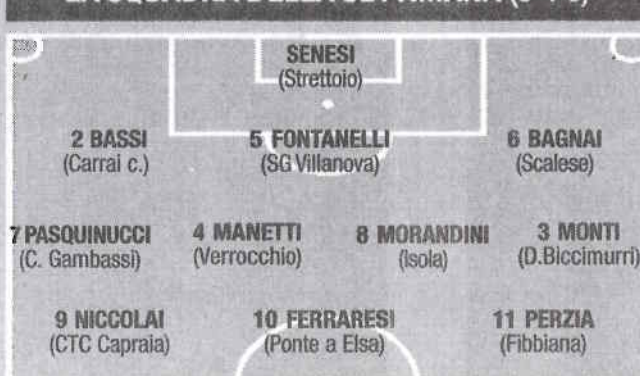 SENESI
(Strettoio)
2 BASSI
(Carrai c.)
5 FONTANELLI
(SG Villanova)
6 BAGNAI
(Scalese)
7 PASQUINUCCI
(C. Gambassi)
4 MANETTI
(Verrocchio)
8 MORANDINI
(Isola)
3 MONTI
(D.Biccimurri)
9 NICCOLAI
(CTC Capraia)
10 FERRARESI
(Ponte a Elsa)
11 PERZIA
(Fibbiana)